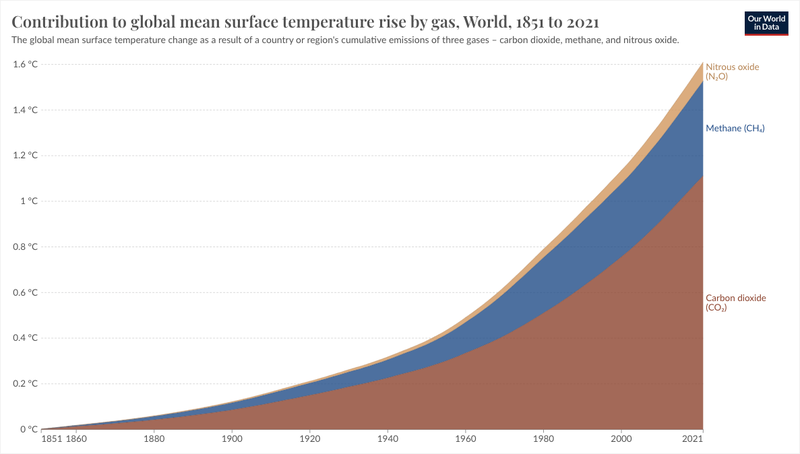 Contribution to global mean surface temperature rise by gas, World, 1851 to 2021
The global mean surface temperature change as a result of a country or region's cumulative emissions of three gases – carbon dioxide, methane, and nitrous oxide.
Our World
in Data
1.6 °C
1.4 °C
1.2 °C
1 °C
0.8 °C
0.6 °C
0.4 °C
0.2 °C
0 °C
Nitrous oxide
(N₂O)
Methane (CH₄)
Carbon dioxide
(CO₂)
1851 1860 1880 1900 1920 1940 1960 1980 2000 2021